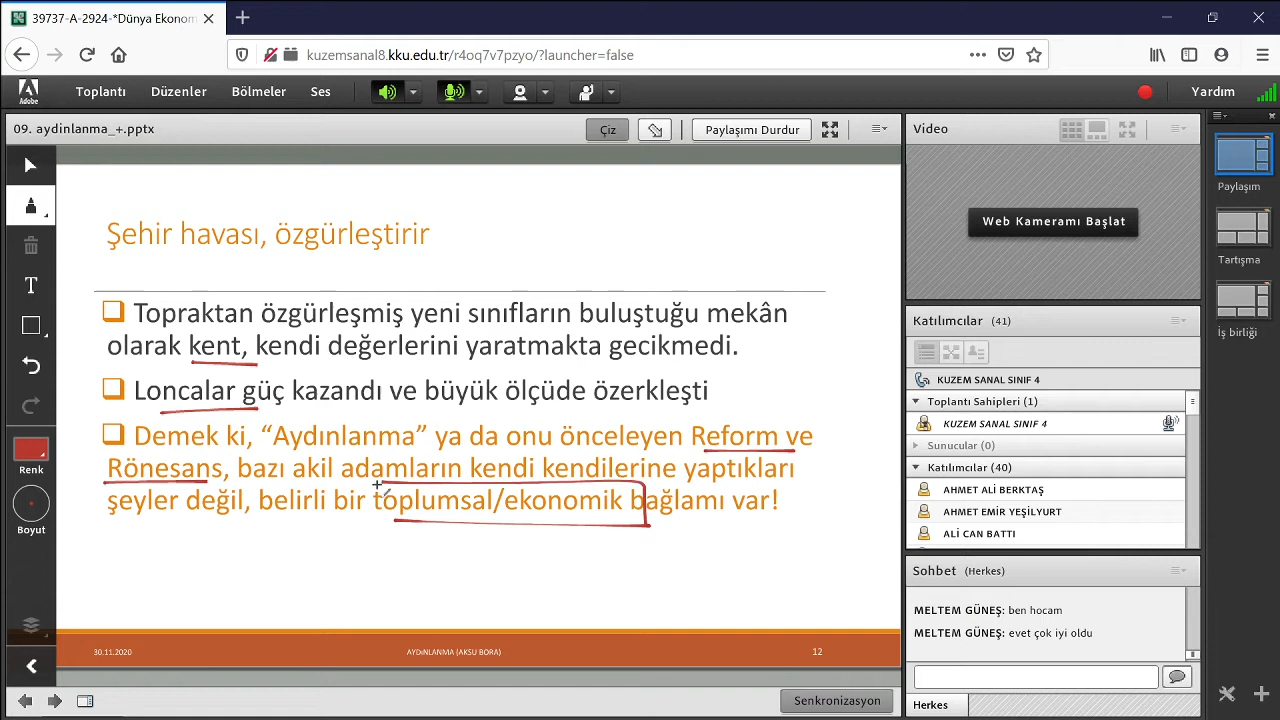 39737-A-2924-*Dünya Ekonom
kuzemsanal8.kku.edu.tr/r4oq7v7pzyo/?launcher=false
Adobe
Toplantı
Düzenler
Bölmeler
Ses
Yardım
09. aydinlanma_+.pptx
Çiz
Paylaşımı Durdur
Renk
Boyut
Şehir havası, özgürleştirir
Topraktan özgürleşmiş yeni sınıfların buluştuğu mekân
olarak kent, kendi değerlerini yaratmakta gecikmedi.
Loncalar güç kazandı ve büyük ölçüde özerkleşti
Demek ki, “Aydınlanma” ya da onu önceleyen Reform ve
Rönesans, bazı akil adamların kendi kendilerine yaptıkları
şeyler değil, belirli bir toplumsal/ekonomik bağlamı var!
30.11.2020
AYDıNLANMA (AKSU BORA)
12
Senkronizasyon
Video
Web Kameramı Başlat
Katılımcılar (41)
KUZEM SANAL SINIF 4
Toplantı Sahipleri (1)
KUZEM SANAL SINIF 4
Sunucular (0)
Katılımcılar (40)
AHMET ALİ BERKTAŞ
AHMET EMIR YEŞİLYURT
ALİ CAN BATTI
Sohbet (Herkes)
MELTEM GÜNEŞ: ben hocam
MELTEM GÜNEŞ: evet çok iyi oldu
Herkes
Paylaşım
Tartışma
İş birliği